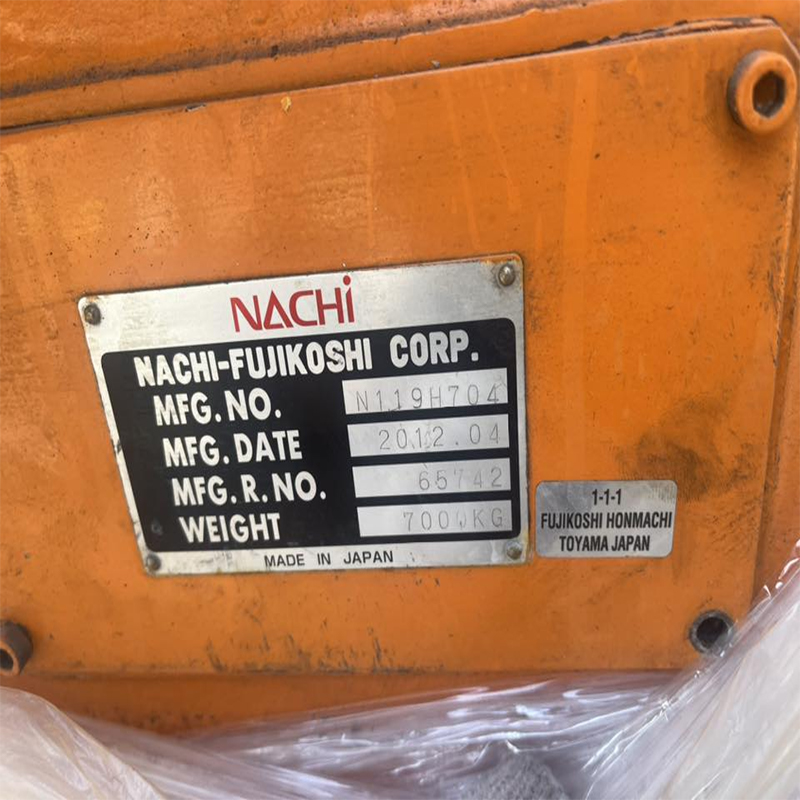 NACHi
NACHI-FUJIKOSHI CORP.
MFG. NO. N119H704
MFG. DATE 2012.04
MFG. R. NO. 65742
WEIGHT 7000KG
MADE IN JAPAN
1-1-1
FUJIKOSHI HONMACHI
TOYAMA JAPAN